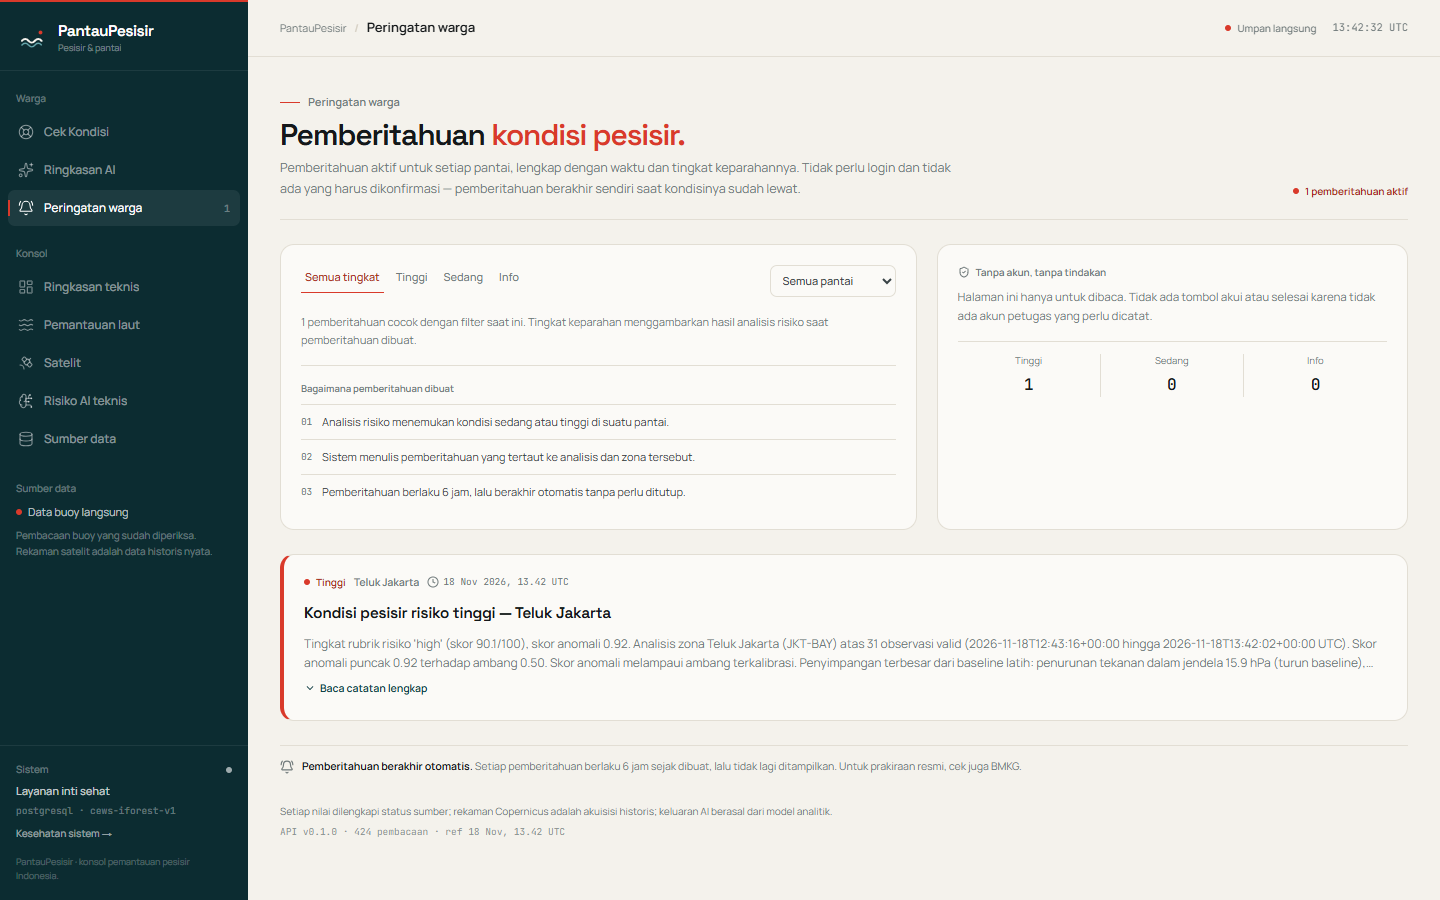 PantauPesisir
Pesisir & pantai
Warga
Cek Kondisi
Ringkasan AI
Peringatan warga 1
Konsol
Ringkasan teknis
Pemantauan laut
Satelit
Risiko AI teknis
Sumber data
Sumber data
Data buoy langsung
Pembacaan buoy yang sudah diperiksa.
Rekaman satelit adalah data historis nyata.
Sistem
Layanan inti sehat
postgresql · cews-iforest-v1
Kesehatan sistem →
PantauPesisir · konsol pemantauan pesisir
Indonesia.
PantauPesisir / Peringatan warga
Umpan langsung 13:42:32 UTC
Peringatan warga
Pemberitahuan kondisi pesisir.
Pemberitahuan aktif untuk setiap pantai, lengkap dengan waktu dan tingkat keparahannya. Tidak perlu login dan tidak
ada yang harus dikonfirmasi — pemberitahuan berakhir sendiri saat kondisinya sudah lewat.
1 pemberitahuan aktif
Semua tingkat Tinggi Sedang Info Semua pantai
1 pemberitahuan cocok dengan filter saat ini. Tingkat keparahan menggambarkan hasil analisis risiko saat
pemberitahuan dibuat.
Bagaimana pemberitahuan dibuat
01 Analisis risiko menemukan kondisi sedang atau tinggi di suatu pantai.
02 Sistem menulis pemberitahuan yang tertaut ke analisis dan zona tersebut.
03 Pemberitahuan berlaku 6 jam, lalu berakhir otomatis tanpa perlu ditutup.
Tanpa akun, tanpa tindakan
Halaman ini hanya untuk dibaca. Tidak ada tombol akui atau selesai karena tidak
ada akun petugas yang perlu dicatat.
Tinggi Sedang Info
1 0 0
Tinggi Teluk Jakarta 18 Nov 2026, 13.42 UTC
Kondisi pesisir risiko tinggi — Teluk Jakarta
Tingkat rubrik risiko 'high' (skor 90.1/100), skor anomali 0.92. Analisis zona Teluk Jakarta (JKT-BAY) atas 31 observasi valid (2026-11-18T12:43:16+00:00 hingga 2026-11-18T13:42:02+00:00 UTC). Skor
anomali puncak 0.92 terhadap ambang 0.50. Skor anomali melampaui ambang terkalibrasi. Penyimpangan terbesar dari baseline latih: penurunan tekanan dalam jendela 15.9 hPa (turun baseline),…
Baca catatan lengkap
Pemberitahuan berakhir otomatis. Setiap pemberitahuan berlaku 6 jam sejak dibuat, lalu tidak lagi ditampilkan. Untuk prakiraan resmi, cek juga BMKG.
Setiap nilai dilengkapi status sumber; rekaman Copernicus adalah akuisisi historis; keluaran AI berasal dari model analitik.
API v0.1.0 · 424 pembacaan · ref 18 Nov, 13.42 UTC